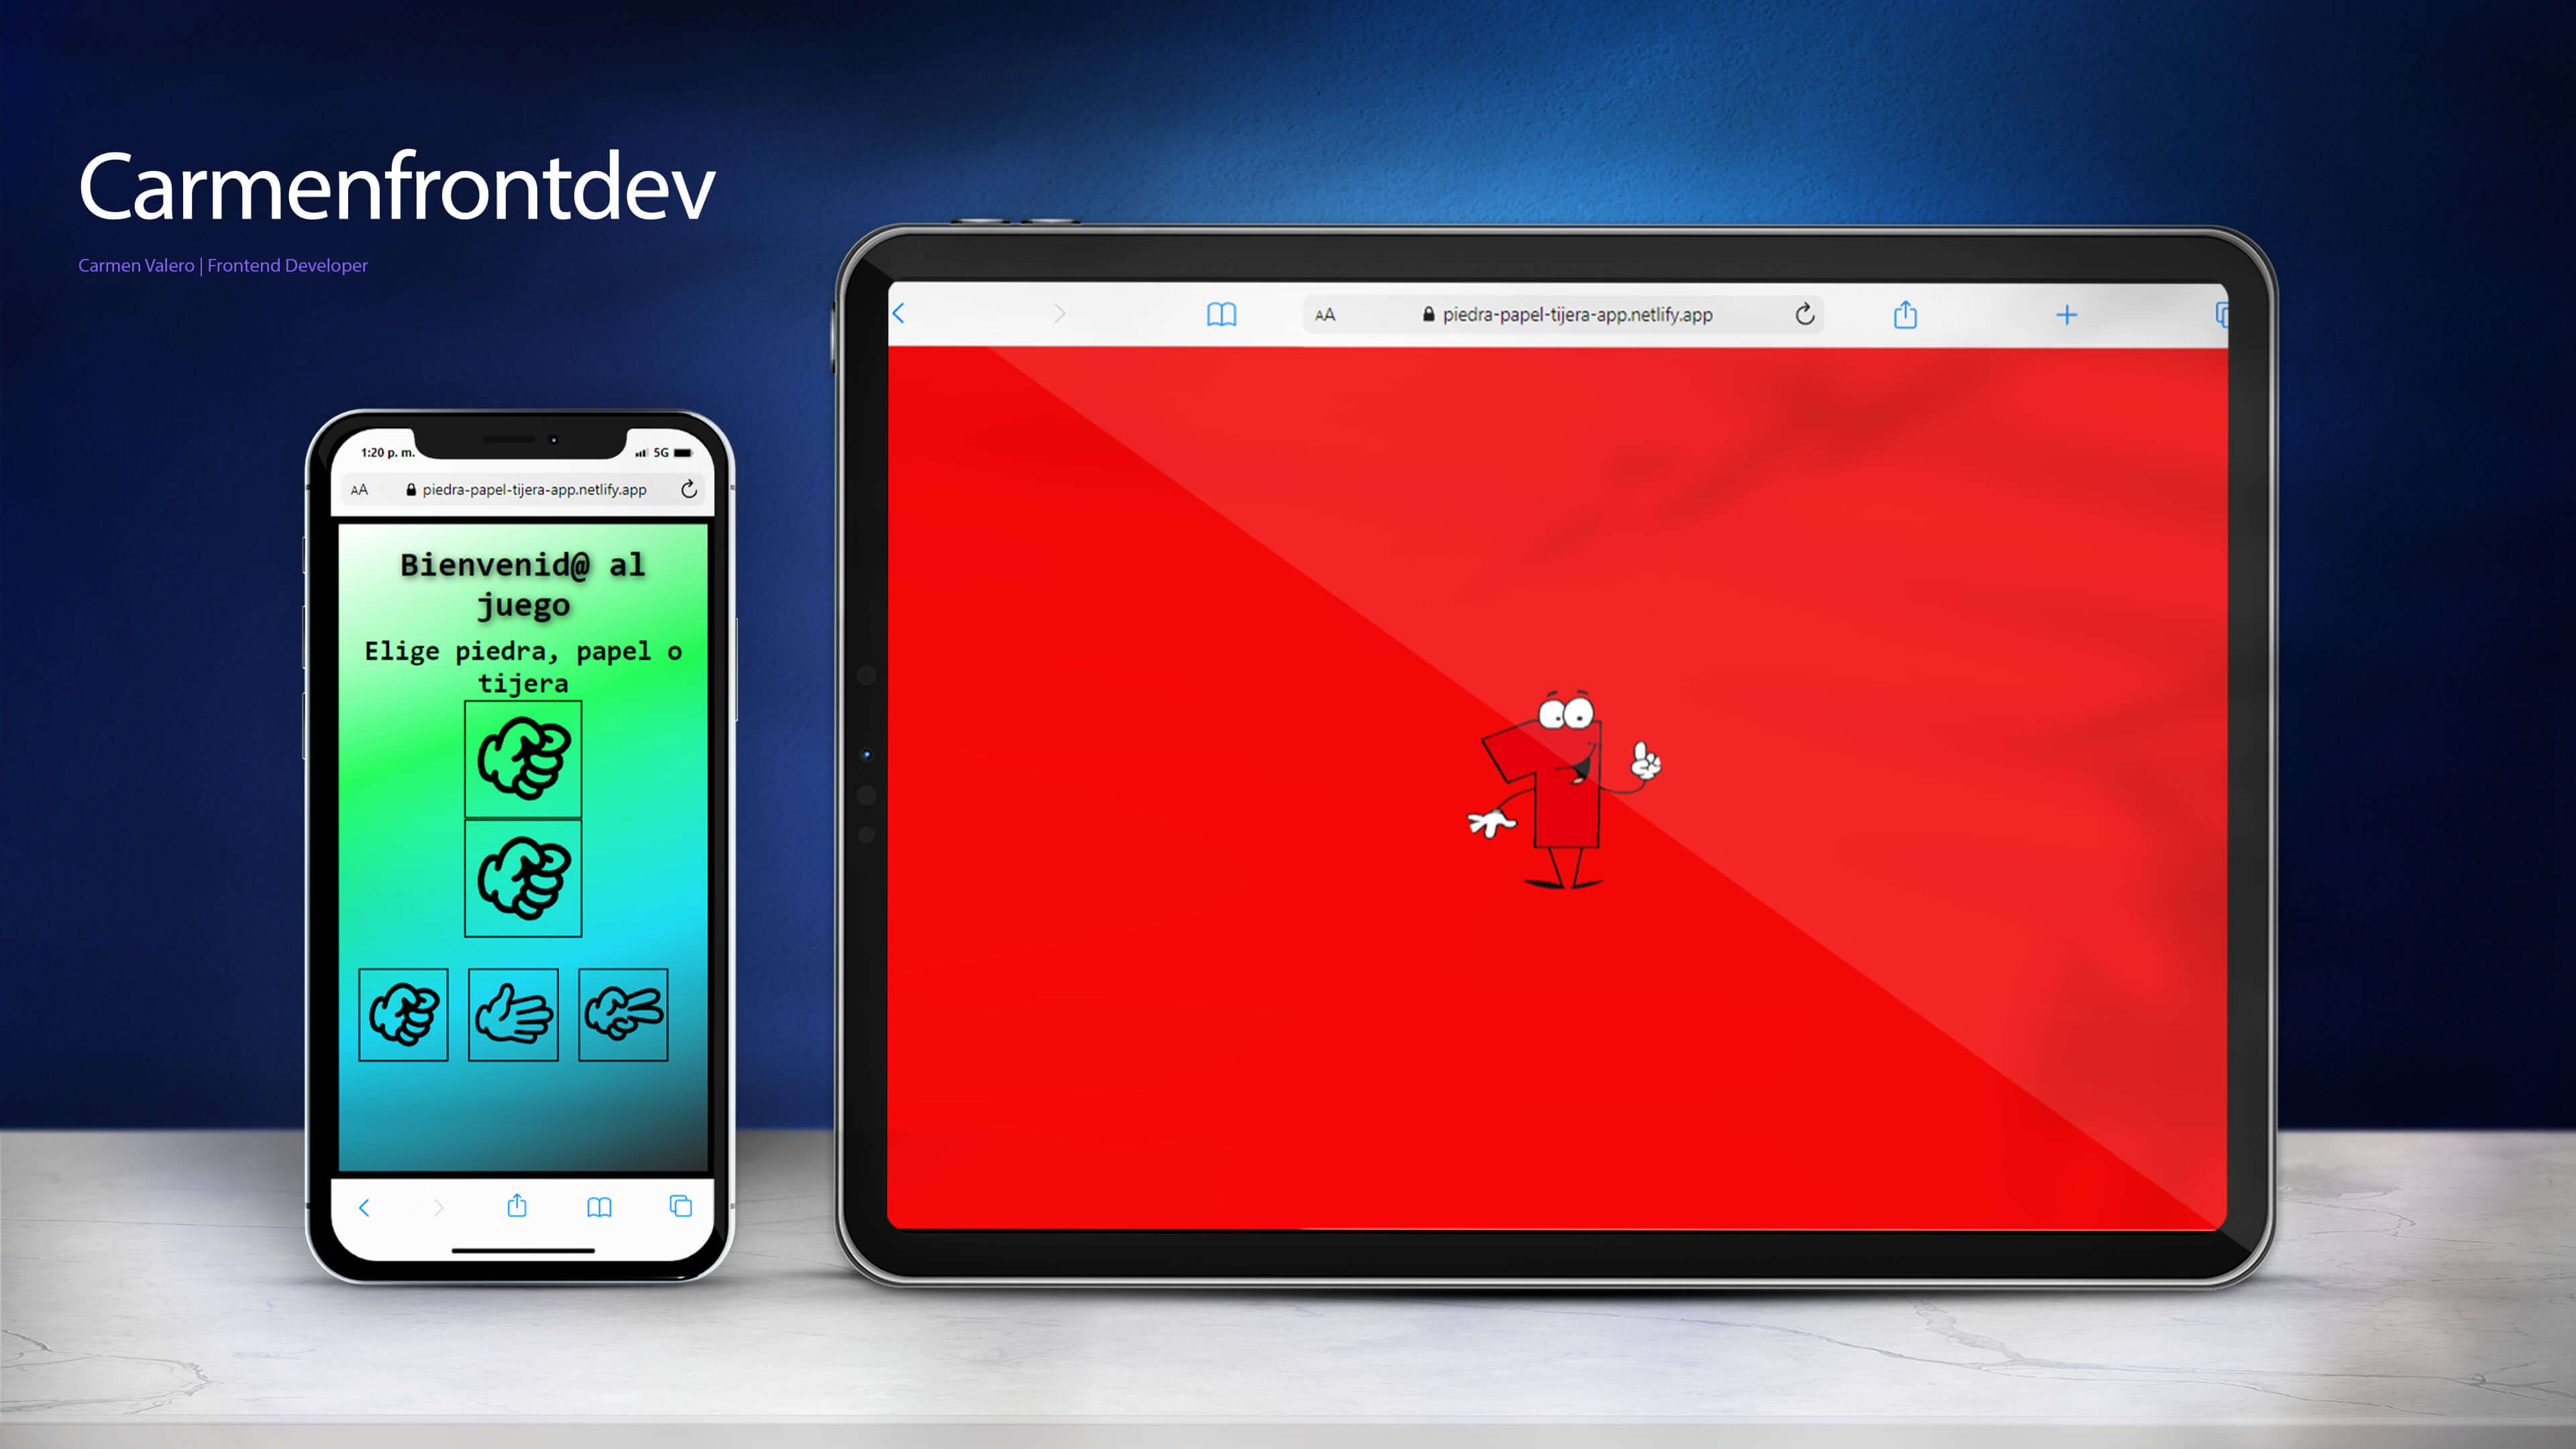 Carmenfrontdev
Carmen Valero | Frontend Developer
1:20 p. m.
5G
AA
piedra-papel-tijera-app.netlify.app
Bienvenid@ al
juego
Elige piedra, papel o
tijera
AA
piedra-papel-tijera-app.netlify.app